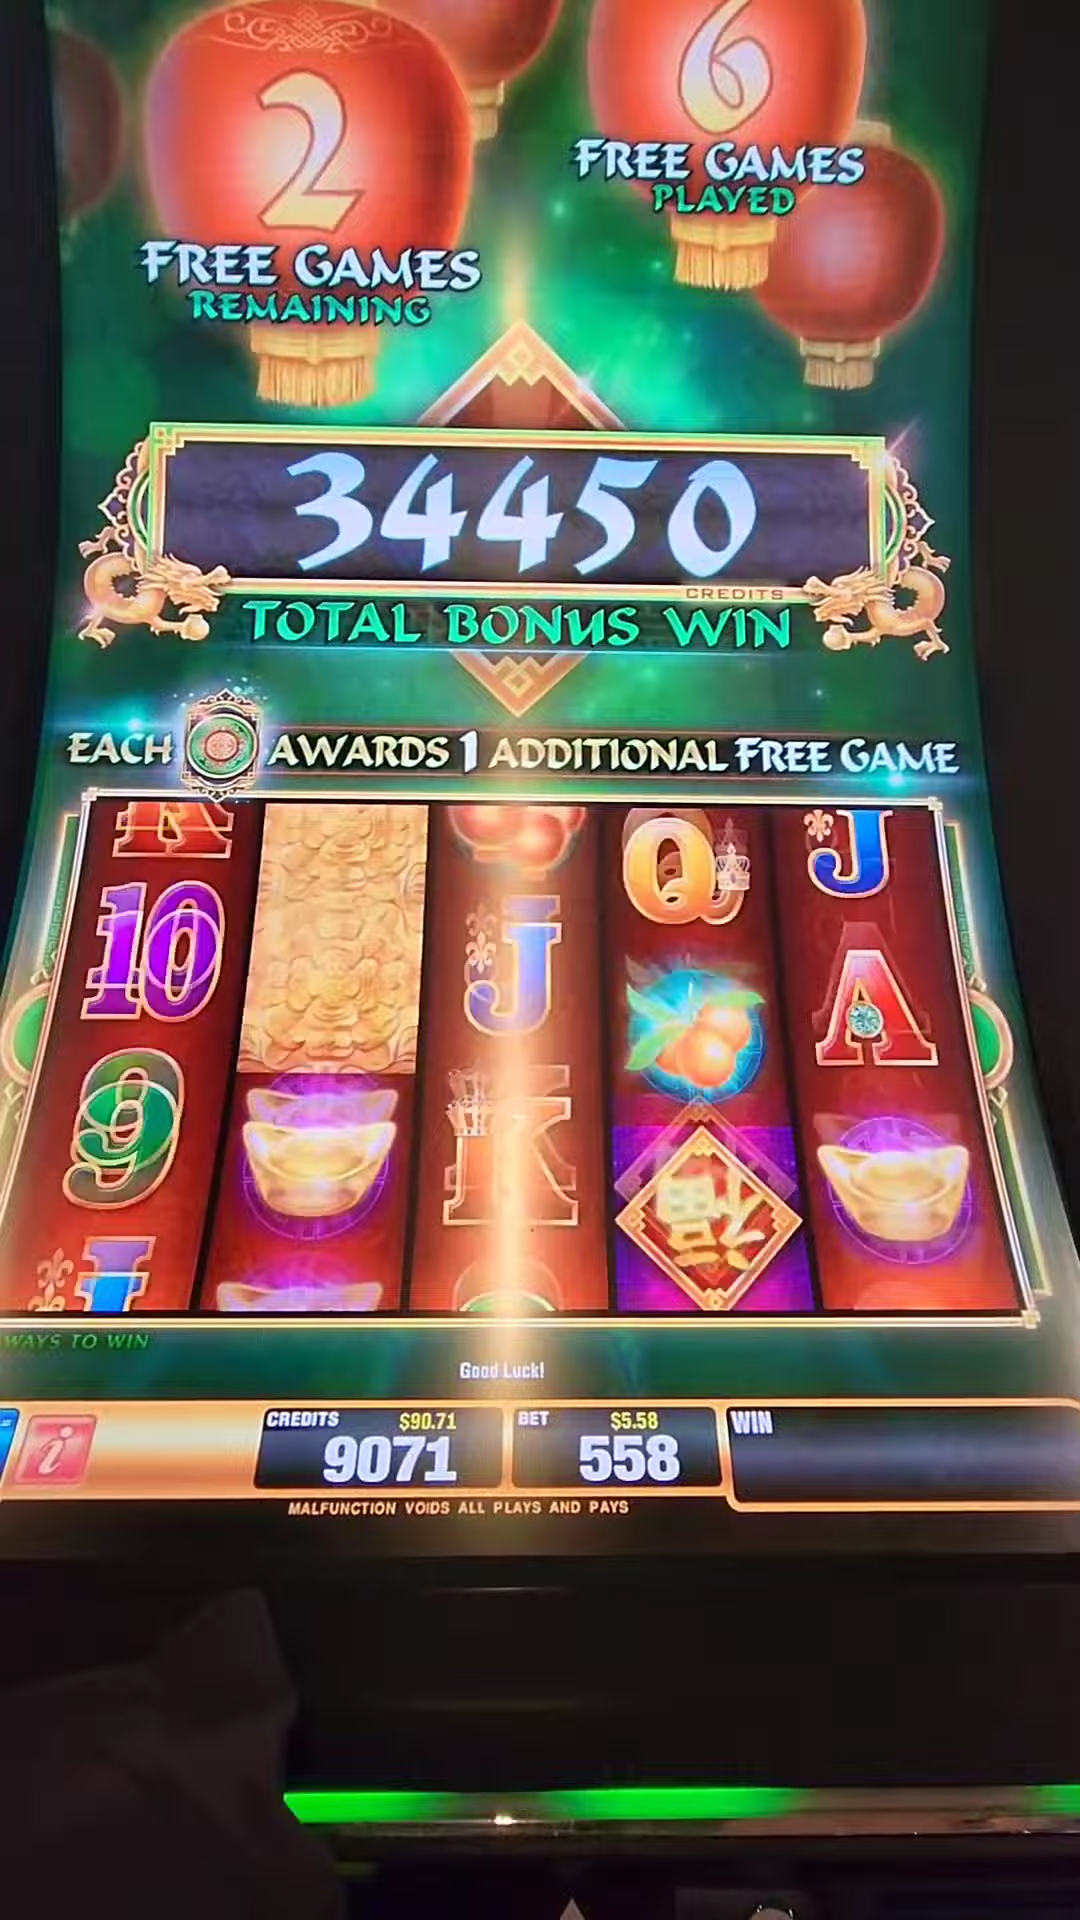 2
FREE GAMES
REMAINING
6
FREE GAMES
PLAYED
34450
CREDITS
TOTAL BONUS WIN
EACH AWARDS 1 ADDITIONAL FREE GAME
Q
J
10
J
A
9
K
福
J
WAYS TO WIN
Good Luck!
i
CREDITS $90.71
9071
BET $5.58
558
WIN
MALFUNCTION VOIDS ALL PLAYS AND PAYS